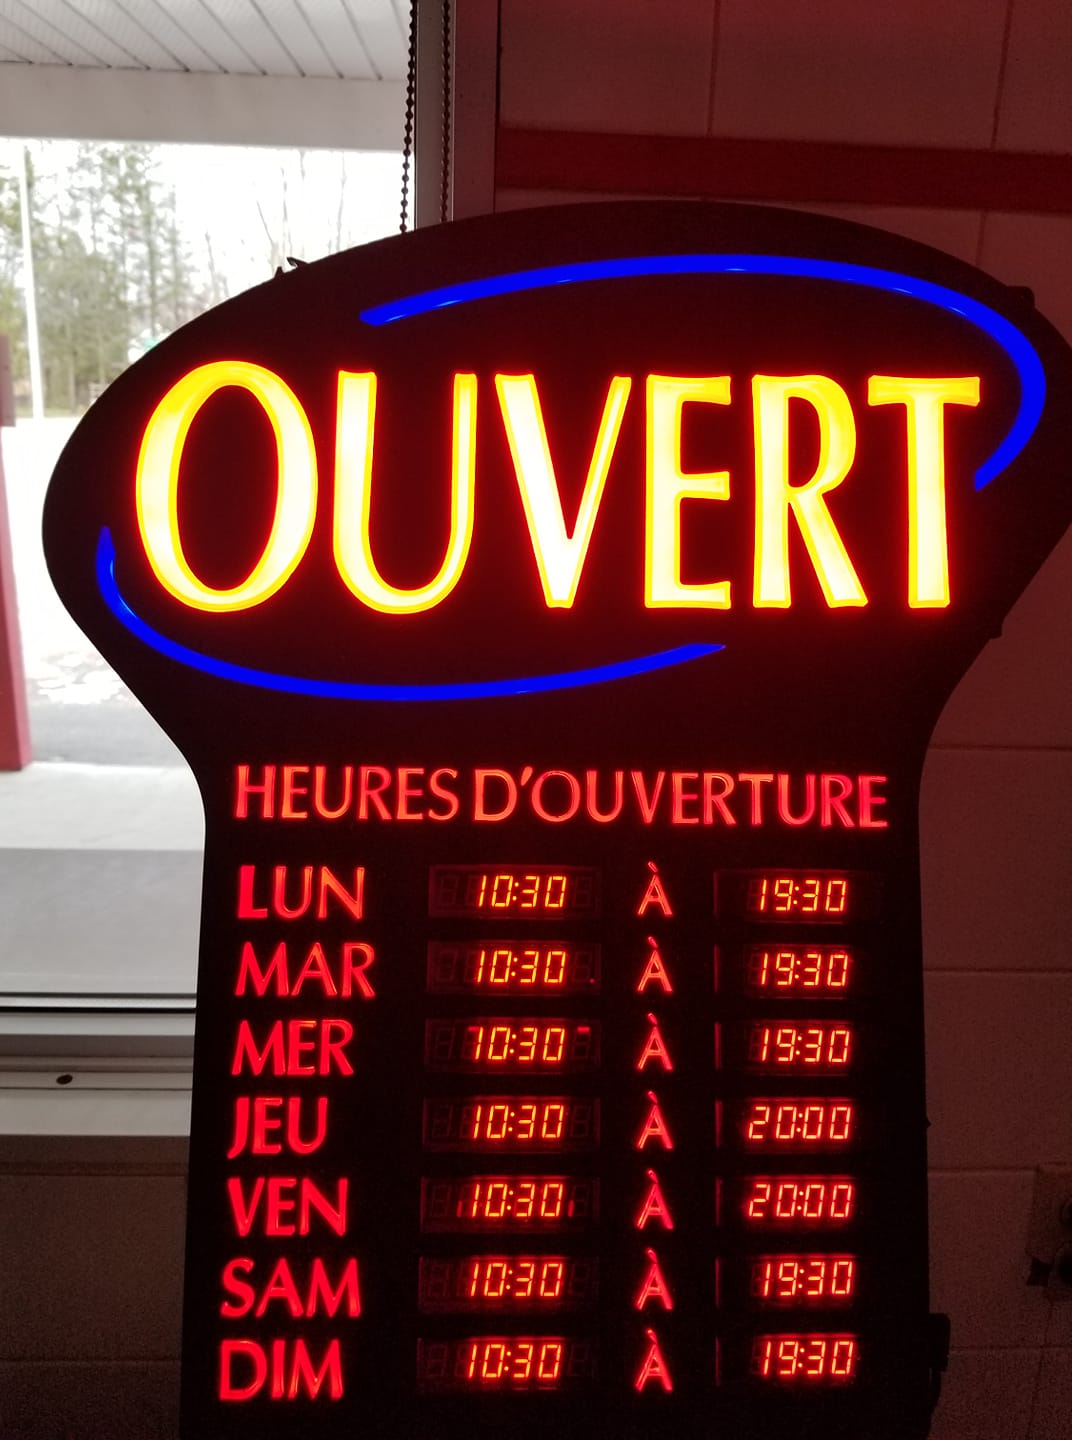 OUVERT
HEURES D'OUVERTURE
LUN 10:30 À 19:30
MAR 10:30 À 19:30
MER 10:30 À 19:30
JEU 10:30 À 20:00
VEN 10:30 À 20:00
SAM 10:30 À 19:30
DIM 10:30 À 19:30